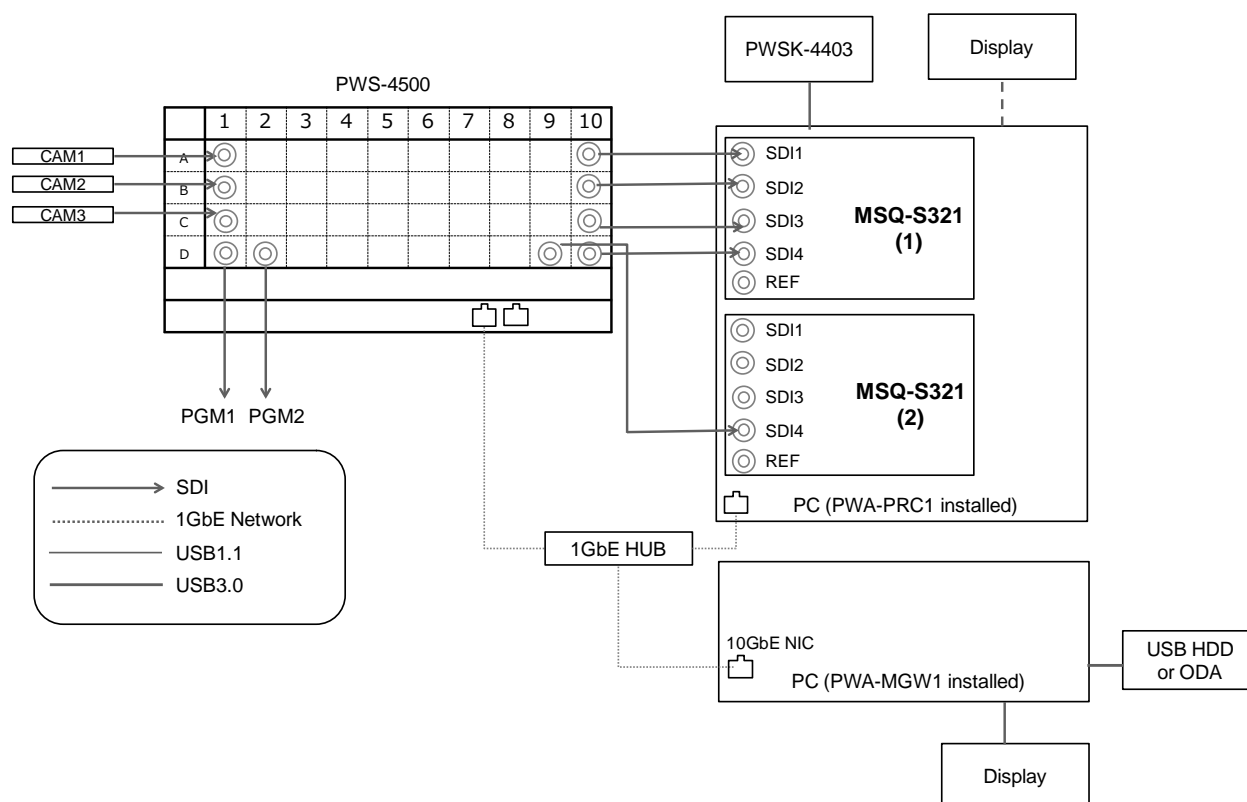 PWSK-4403
Display
PWS-4500
1 2 3 4 5 6 7 8 9 10
CAM1
A
SDI1
CAM2
B
SDI2
CAM3
C
SDI3
MSQ-S321
(1)
D
SDI4
REF
SDI1
SDI2
SDI3
MSQ-S321
(2)
SDI4
REF
PGM1 PGM2
SDI
1GbE Network
USB1.1
USB3.0
PC (PWA-PRC1 installed)
1GbE HUB
10GbE NIC
PC (PWA-MGW1 installed)
USB HDD
or ODA
Display